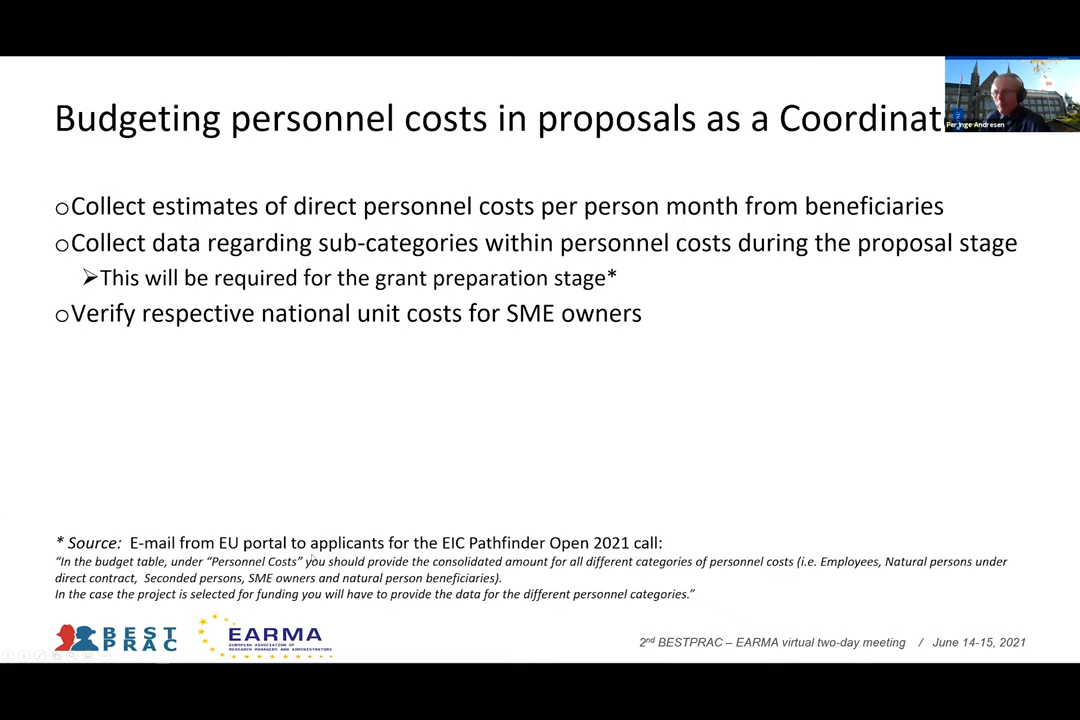 Budgeting personnel costs in proposals as a Coordinat
Per Inge Andresen
oCollect estimates of direct personnel costs per person month from beneficiaries
oCollect data regarding sub-categories within personnel costs during the proposal stage
➢This will be required for the grant preparation stage*
oVerify respective national unit costs for SME owners
* Source: E-mail from EU portal to applicants for the EIC Pathfinder Open 2021 call:
“In the budget table, under “Personnel Costs” you should provide the consolidated amount for all different categories of personnel costs (i.e. Employees, Natural persons under
direct contract, Seconded persons, SME owners and natural person beneficiaries).
In the case the project is selected for funding you will have to provide the data for the different personnel categories.”
BEST
PRAC
EARMA
EUROPEAN ASSOCIATION OF
RESEARCH MANAGERS AND ADMINISTRATORS
2nd BESTPRAC – EARMA virtual two-day meeting / June 14-15, 2021